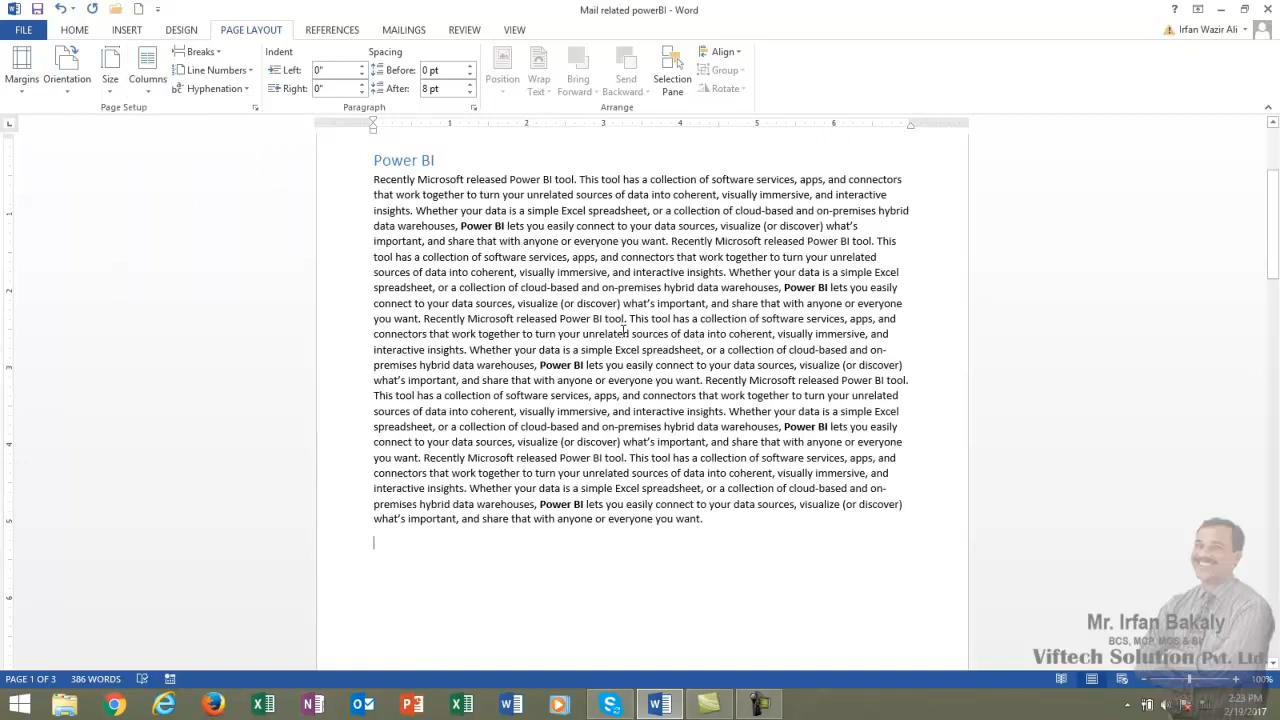 Mail related powerBI - Word
?
FILE HOME INSERT DESIGN PAGE LAYOUT REFERENCES MAILINGS REVIEW VIEW
Irfan Wazir Ali
Margins Orientation Size Columns
Breaks
Line Numbers
Hyphenation
Page Setup
Indent
Left: 0"
Right: 0"
Spacing
Before: 0 pt
After: 8 pt
Paragraph
Position
Wrap Text
Bring Forward
Send Backward
Selection Pane
Align
Group
Rotate
Arrange
1 2 3 4 5 6
1
2
3
4
5
6
Power BI
Recently Microsoft released Power BI tool. This tool has a collection of software services, apps, and connectors
that work together to turn your unrelated sources of data into coherent, visually immersive, and interactive
insights. Whether your data is a simple Excel spreadsheet, or a collection of cloud-based and on-premises hybrid
data warehouses, Power BI lets you easily connect to your data sources, visualize (or discover) what's
important, and share that with anyone or everyone you want. Recently Microsoft released Power BI tool. This
tool has a collection of software services, apps, and connectors that work together to turn your unrelated
sources of data into coherent, visually immersive, and interactive insights. Whether your data is a simple Excel
spreadsheet, or a collection of cloud-based and on-premises hybrid data warehouses, Power BI lets you easily
connect to your data sources, visualize (or discover) what's important, and share that with anyone or everyone
you want. Recently Microsoft released Power BI tool. This tool has a collection of software services, apps, and
connectors that work together to turn your unrelated sources of data into coherent, visually immersive, and
interactive insights. Whether your data is a simple Excel spreadsheet, or a collection of cloud-based and on-
premises hybrid data warehouses, Power BI lets you easily connect to your data sources, visualize (or discover)
what's important, and share that with anyone or everyone you want. Recently Microsoft released Power BI tool.
This tool has a collection of software services, apps, and connectors that work together to turn your unrelated
sources of data into coherent, visually immersive, and interactive insights. Whether your data is a simple Excel
spreadsheet, or a collection of cloud-based and on-premises hybrid data warehouses, Power BI lets you easily
connect to your data sources, visualize (or discover) what's important, and share that with anyone or everyone
you want. Recently Microsoft released Power BI tool. This tool has a collection of software services, apps, and
connectors that work together to turn your unrelated sources of data into coherent, visually immersive, and
interactive insights. Whether your data is a simple Excel spreadsheet, or a collection of cloud-based and on-
premises hybrid data warehouses, Power BI lets you easily connect to your data sources, visualize (or discover)
what's important, and share that with anyone or everyone you want.
Mr. Irfan Bakaly
BCS, MCP, MOS & BI
Viftech Solution Pvt. Ltd.
PAGE 1 OF 3 386 WORDS
100%
2:23 PM
2/19/2017